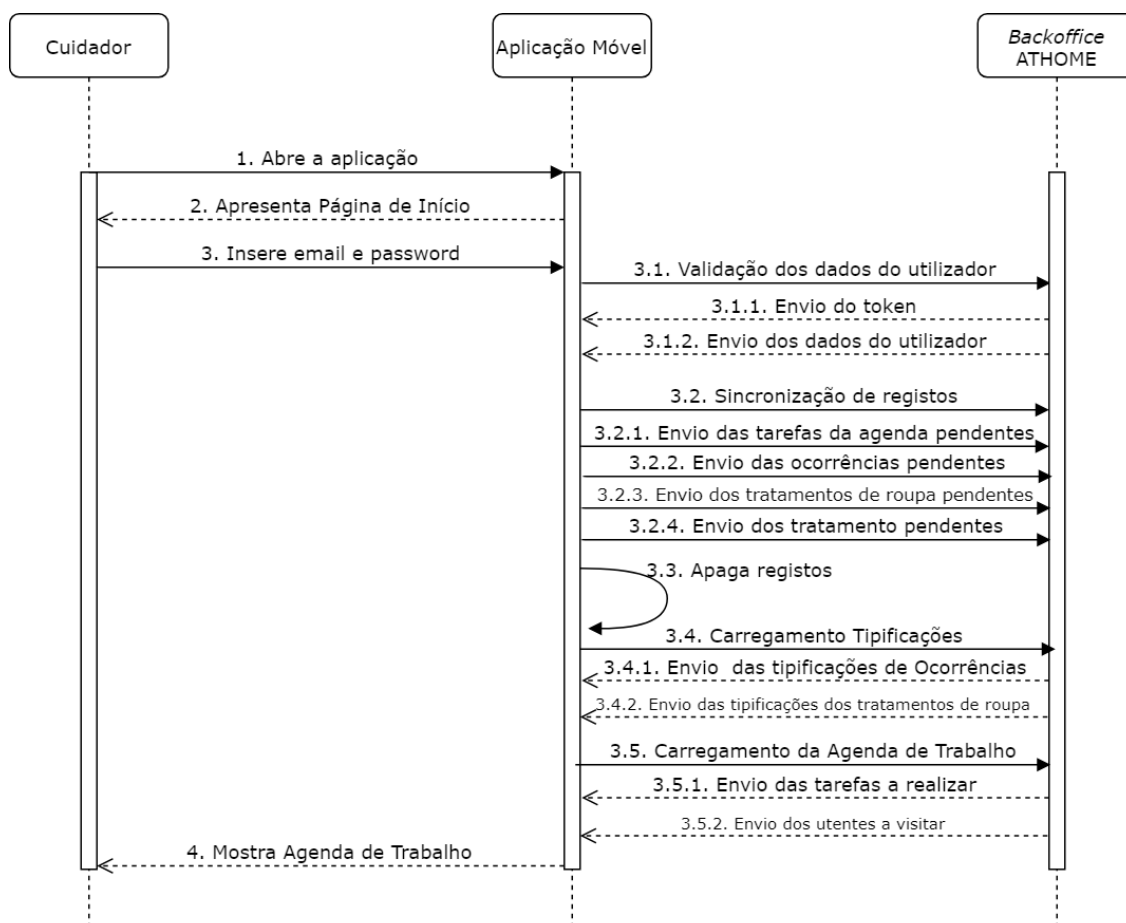 Cuidador
Aplicação Móvel
Backoffice
ATHOME
1. Abre a aplicação
2. Apresenta Página de Início
3. Insere email e password
3.1. Validação dos dados do utilizador
3.1.1. Envio do token
3.1.2. Envio dos dados do utilizador
3.2. Sincronização de registos
3.2.1. Envio das tarefas da agenda pendentes
3.2.2. Envio das ocorrências pendentes
3.2.3. Envio dos tratamentos de roupa pendentes
3.2.4. Envio dos tratamento pendentes
3.3. Apaga registos
3.4. Carregamento Tipificações
3.4.1. Envio das tipificações de Ocorrências
3.4.2. Envio das tipificações dos tratamentos de roupa
3.5. Carregamento da Agenda de Trabalho
3.5.1. Envio das tarefas a realizar
3.5.2. Envio dos utentes a visitar
4. Mostra Agenda de Trabalho